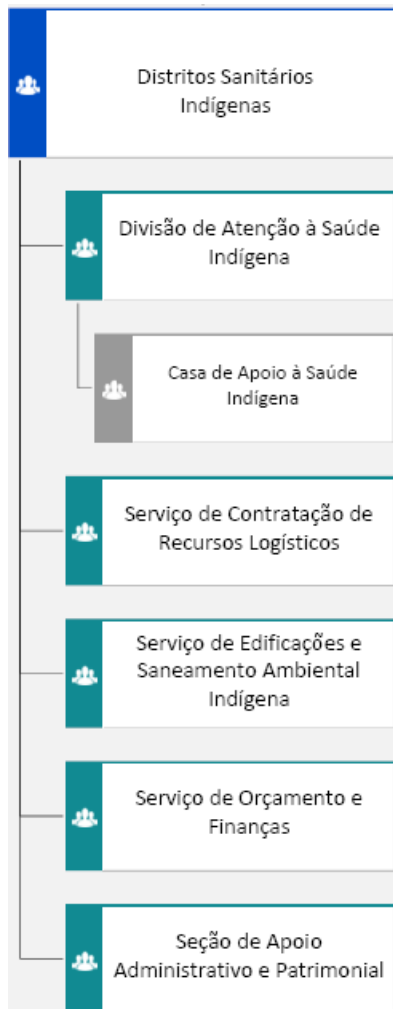 Distritos Sanitários
Indígenas
Divisão de Atenção à Saúde
Indígena
Casa de Apoio à Saúde
Indígena
Serviço de Contratação de
Recursos Logísticos
Serviço de Edificações e
Saneamento Ambiental
Indígena
Serviço de Orçamento e
Finanças
Seção de Apoio
Administrativo e Patrimonial